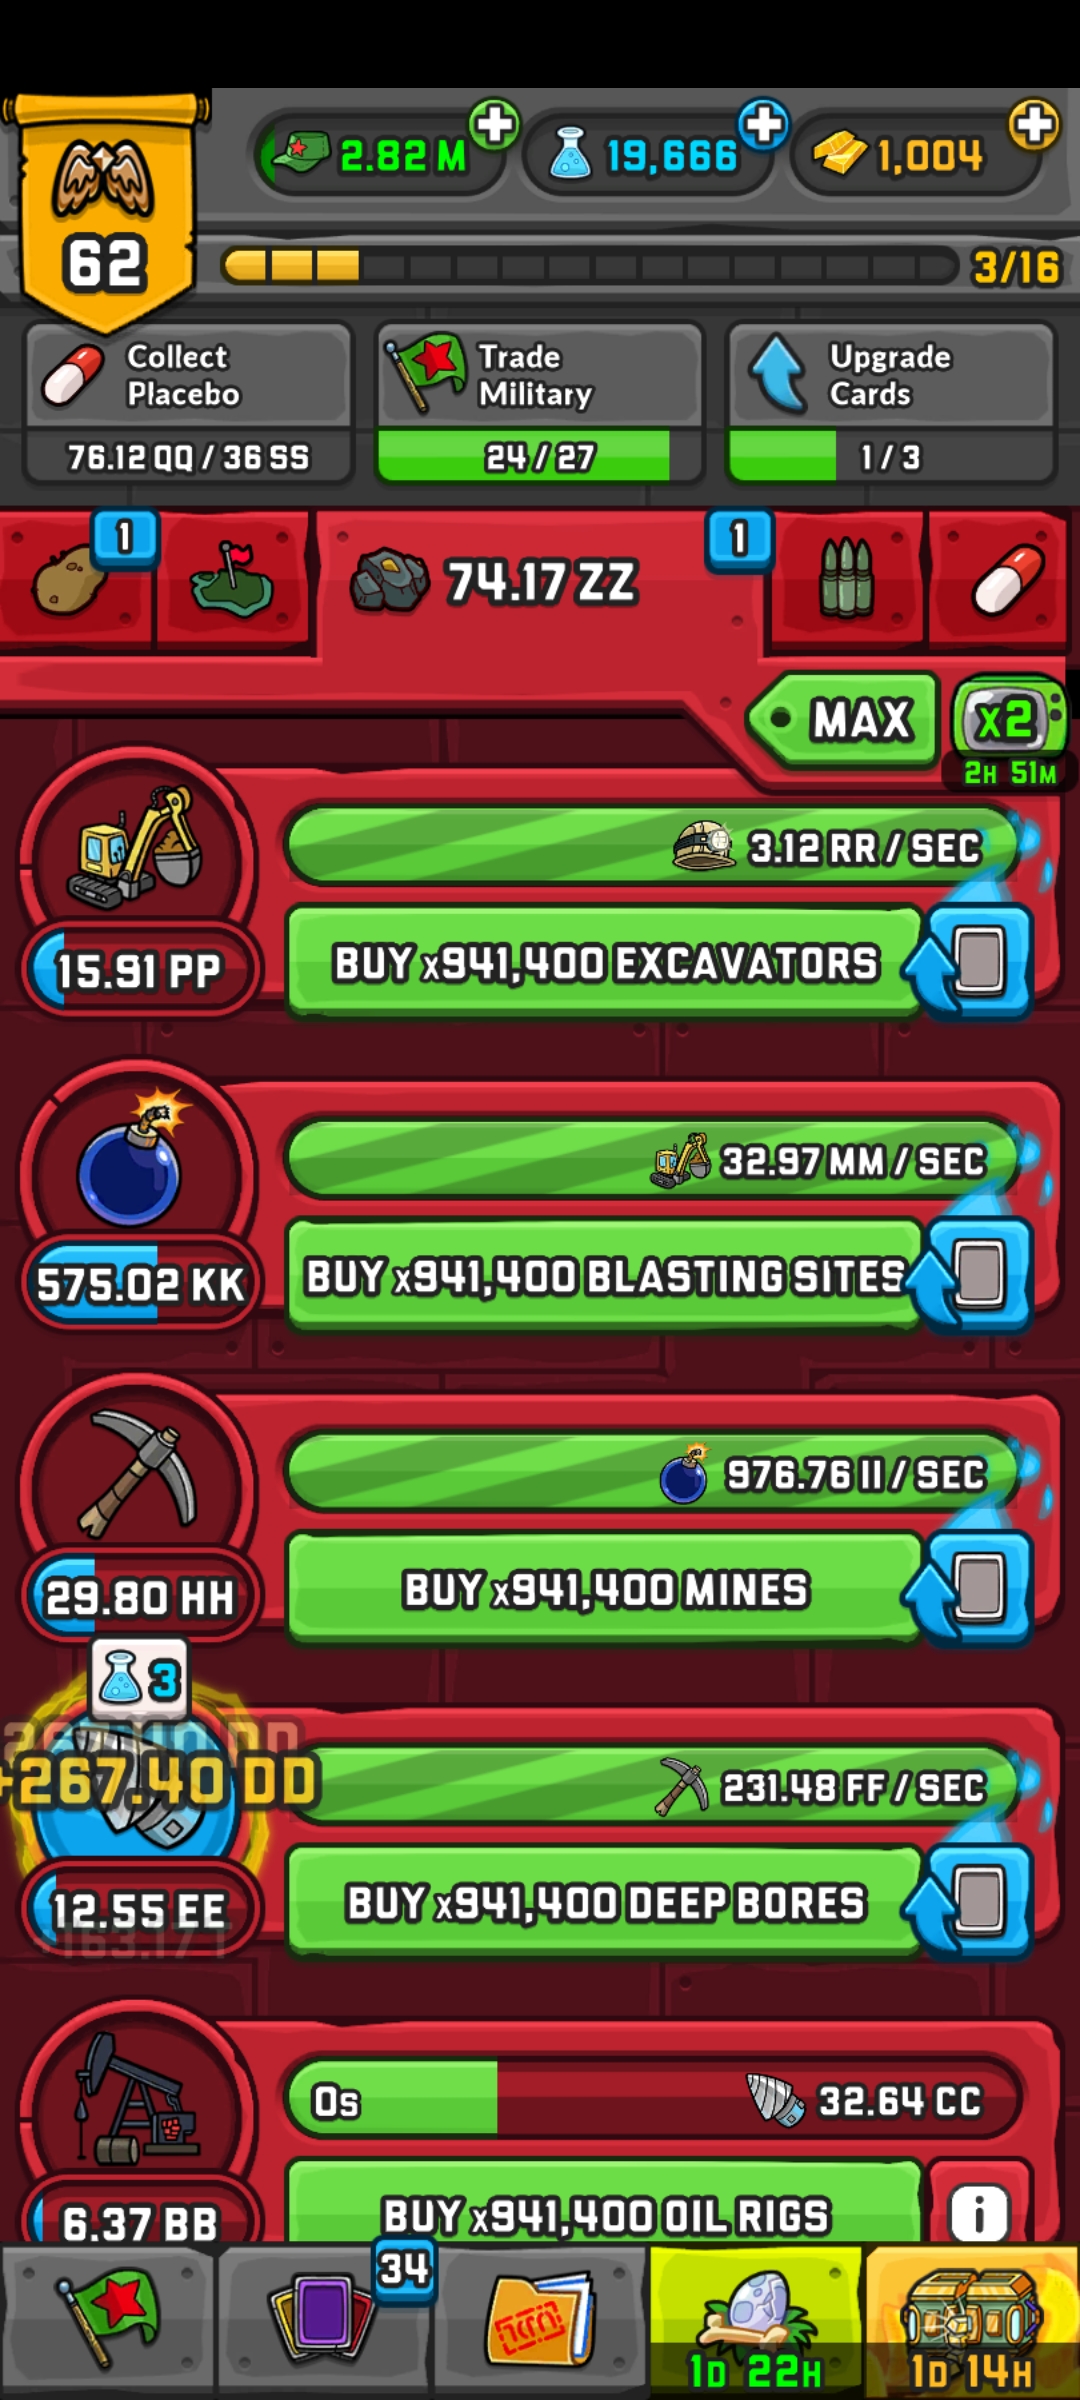 2.82 M
19,666
1,004
62
3/16
Collect
Placebo
Trade
Military
Upgrade
Cards
76.12 QQ / 36 SS
24 / 27
1 / 3
1
1
74.17 ZZ
MAX
x2
2H 51M
3.12 RR / SEC
15.91 PP
BUY x941,400 EXCAVATORS
32.97 MM / SEC
575.02 KK
BUY x941,400 BLASTING SITES
976.76 II / SEC
29.80 HH
BUY x941,400 MINES
3
+267.40 DD
231.48 FF / SEC
12.55 EE
BUY x941,400 DEEP BORES
0s
32.64 CC
6.37 BB
BUY x941,400 OIL RIGS
i
34
1D 22H
1D 14H